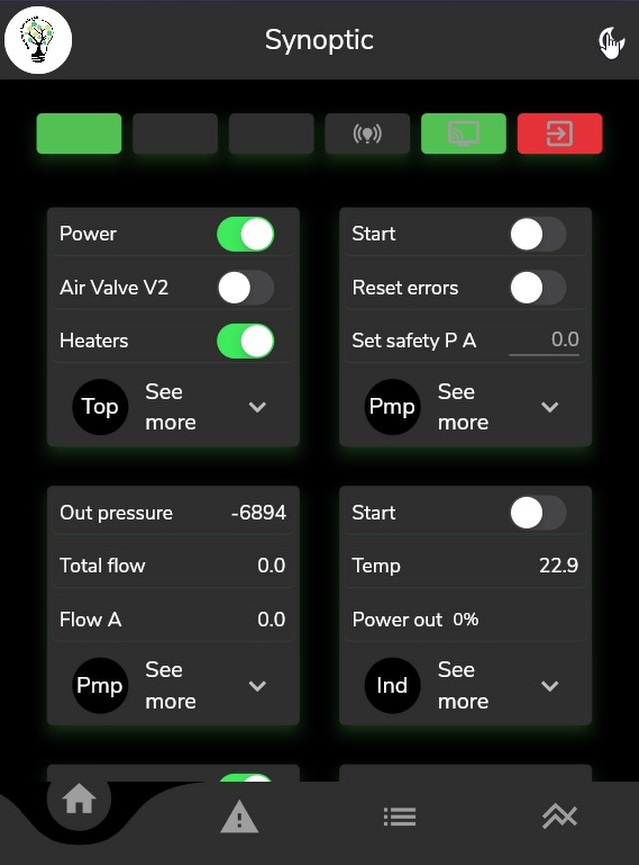 Synoptic
Power
Air Valve V2
Heaters
Top
See
more
Start
Reset errors
Set safety P A 0.0
Pmp
See
more
Out pressure -6894
Total flow 0.0
Flow A 0.0
Pmp
See
more
Start
Temp 22.9
Power out 0%
Ind
See
more